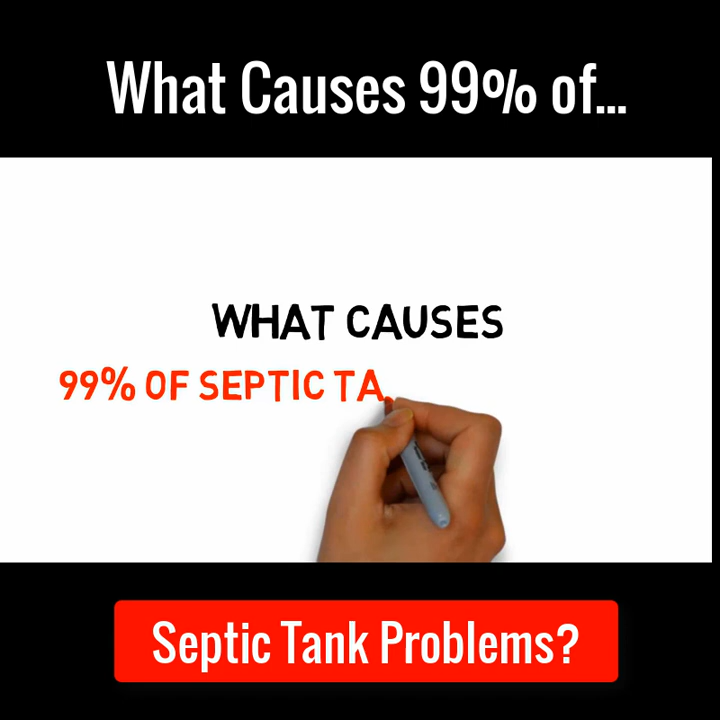 What Causes 99% of...
WHAT CAUSES
99% OF SEPTIC TA
Septic Tank Problems?